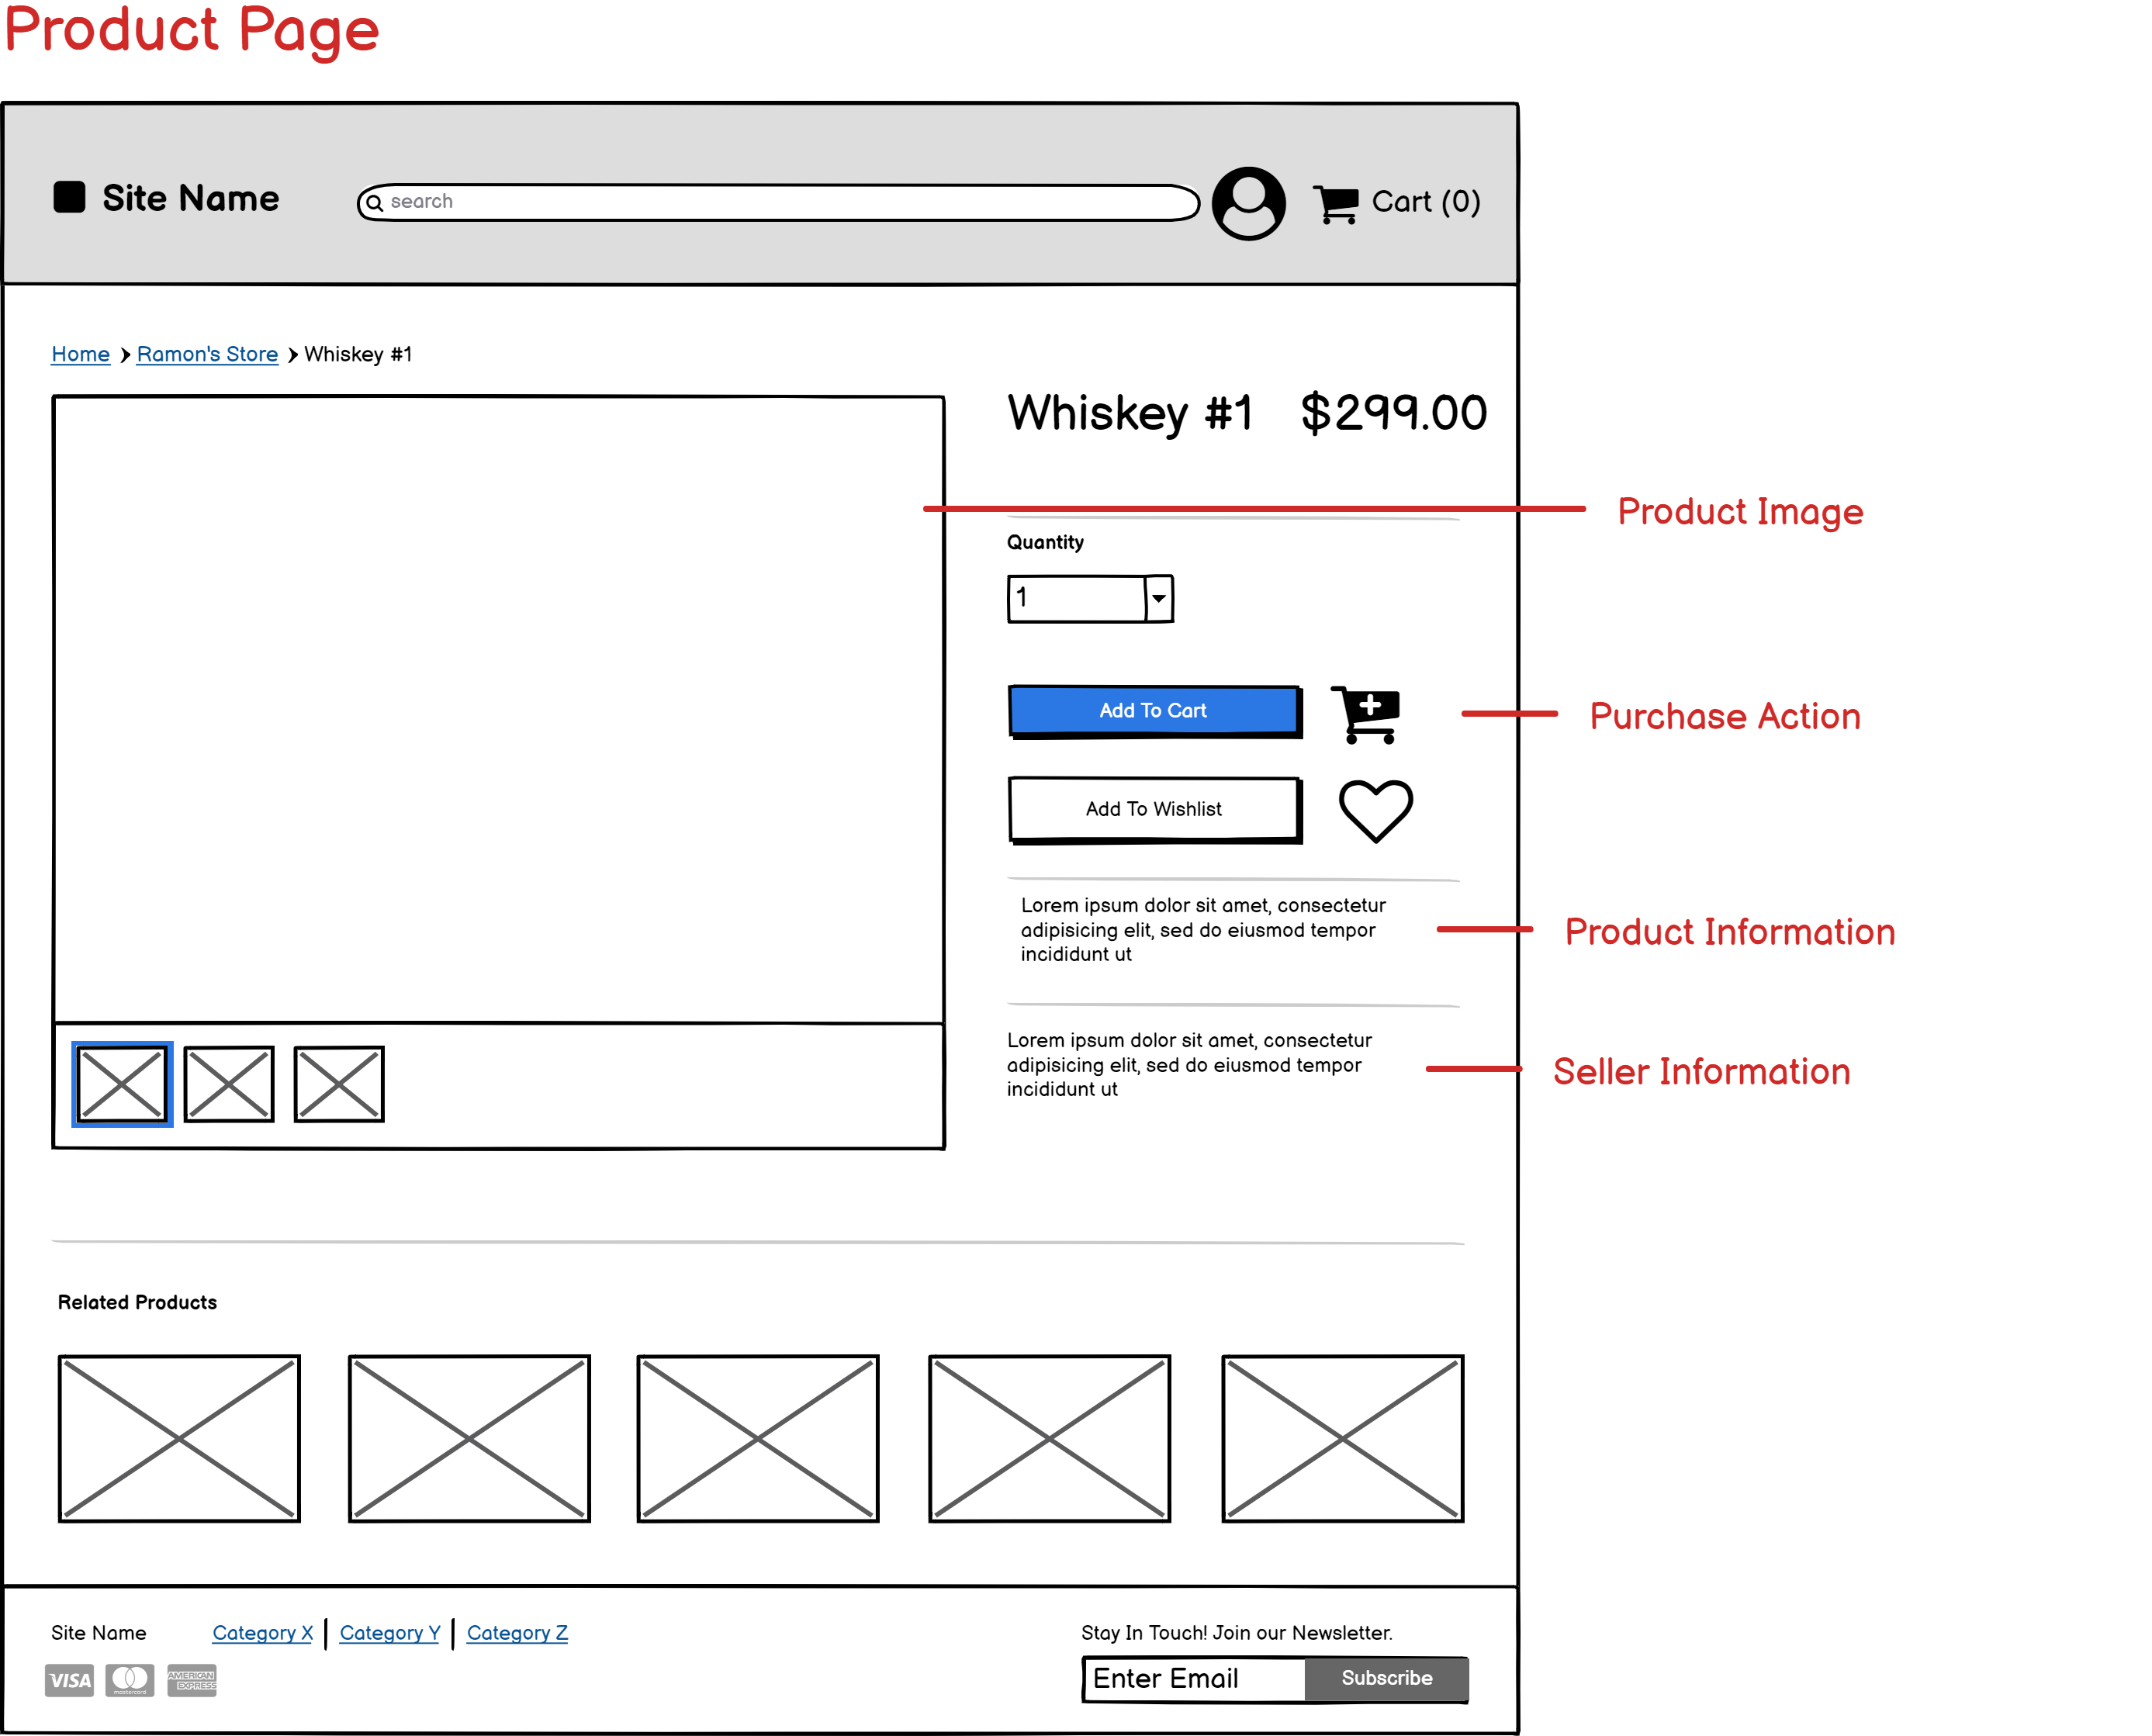 Product Page
Site Name
search
Cart (0)
Home Ramon's Store Whiskey #1
Whiskey #1 $299.00
Product Image
Quantity
1
Add To Cart
Purchase Action
Add To Wishlist
Lorem ipsum dolor sit amet, consectetur
adipisicing elit, sed do eiusmod tempor
incididunt ut
Product Information
Lorem ipsum dolor sit amet, consectetur
adipisicing elit, sed do eiusmod tempor
incididunt ut
Seller Information
Related Products
Site Name Category X Category Y Category Z
VISA mastercard AMERICAN EXPRESS
Stay In Touch! Join our Newsletter.
Enter Email Subscribe